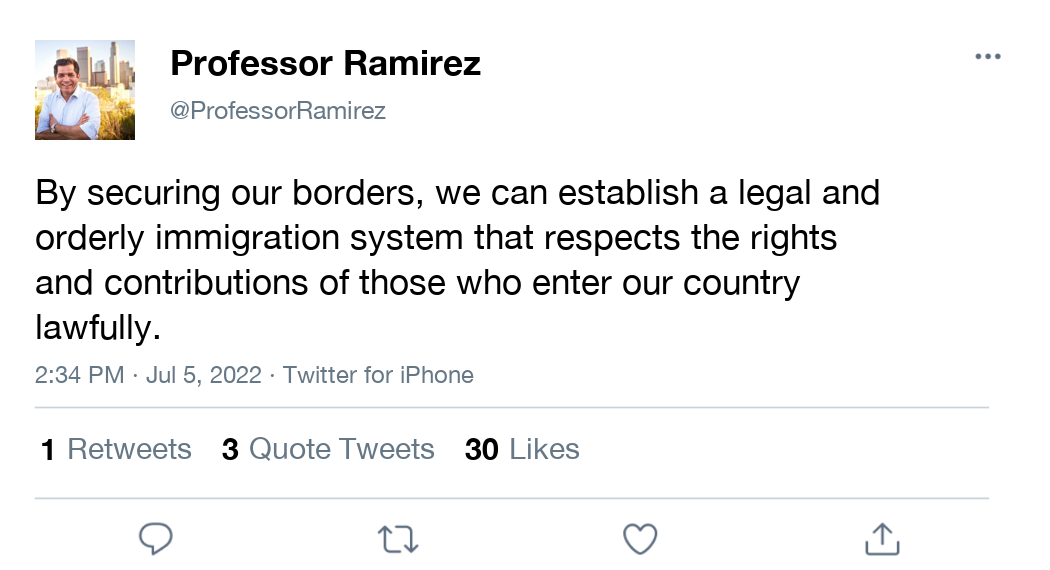 Professor Ramirez
@ProfessorRamirez
By securing our borders, we can establish a legal and
orderly immigration system that respects the rights
and contributions of those who enter our country
lawfully.
2:34 PM · Jul 5, 2022 · Twitter for iPhone
1 Retweets 3 Quote Tweets 30 Likes